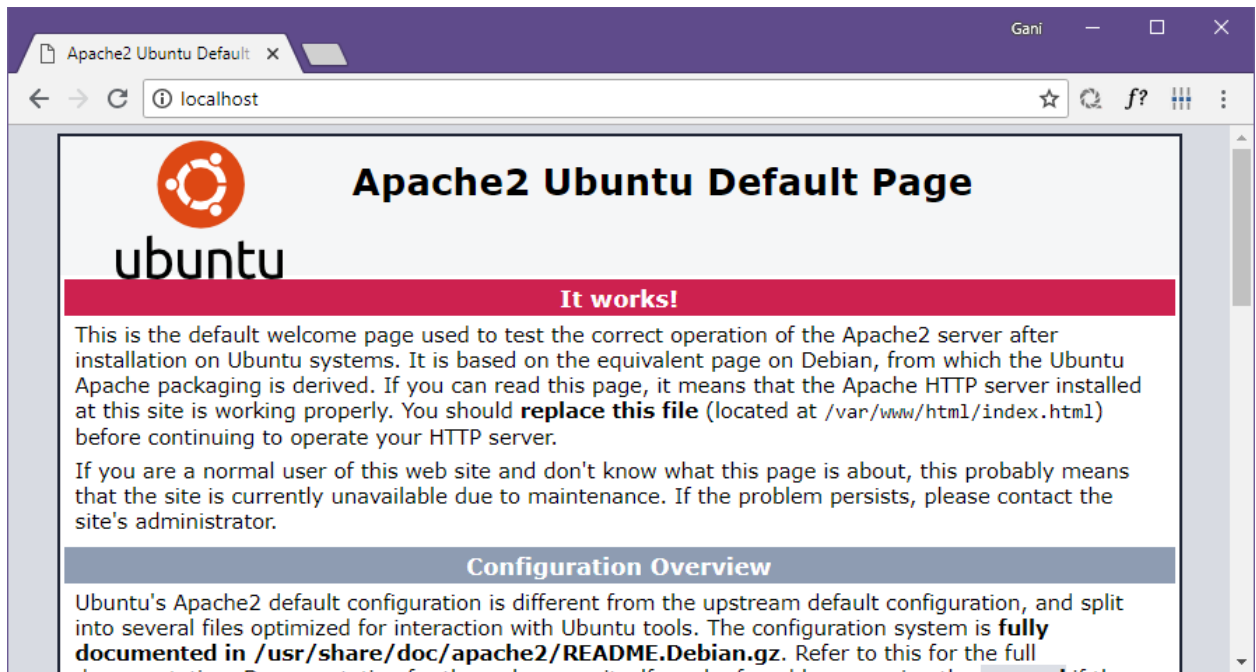 Gani
Apache2 Ubuntu Default
localhost
f?
ubuntu
Apache2 Ubuntu Default Page
It works!
This is the default welcome page used to test the correct operation of the Apache2 server after
installation on Ubuntu systems. It is based on the equivalent page on Debian, from which the Ubuntu
Apache packaging is derived. If you can read this page, it means that the Apache HTTP server installed
at this site is working properly. You should replace this file (located at /var/www/html/index.html)
before continuing to operate your HTTP server.
If you are a normal user of this web site and don't know what this page is about, this probably means
that the site is currently unavailable due to maintenance. If the problem persists, please contact the
site's administrator.
Configuration Overview
Ubuntu's Apache2 default configuration is different from the upstream default configuration, and split
into several files optimized for interaction with Ubuntu tools. The configuration system is fully
documented in /usr/share/doc/apache2/README.Debian.gz. Refer to this for the full